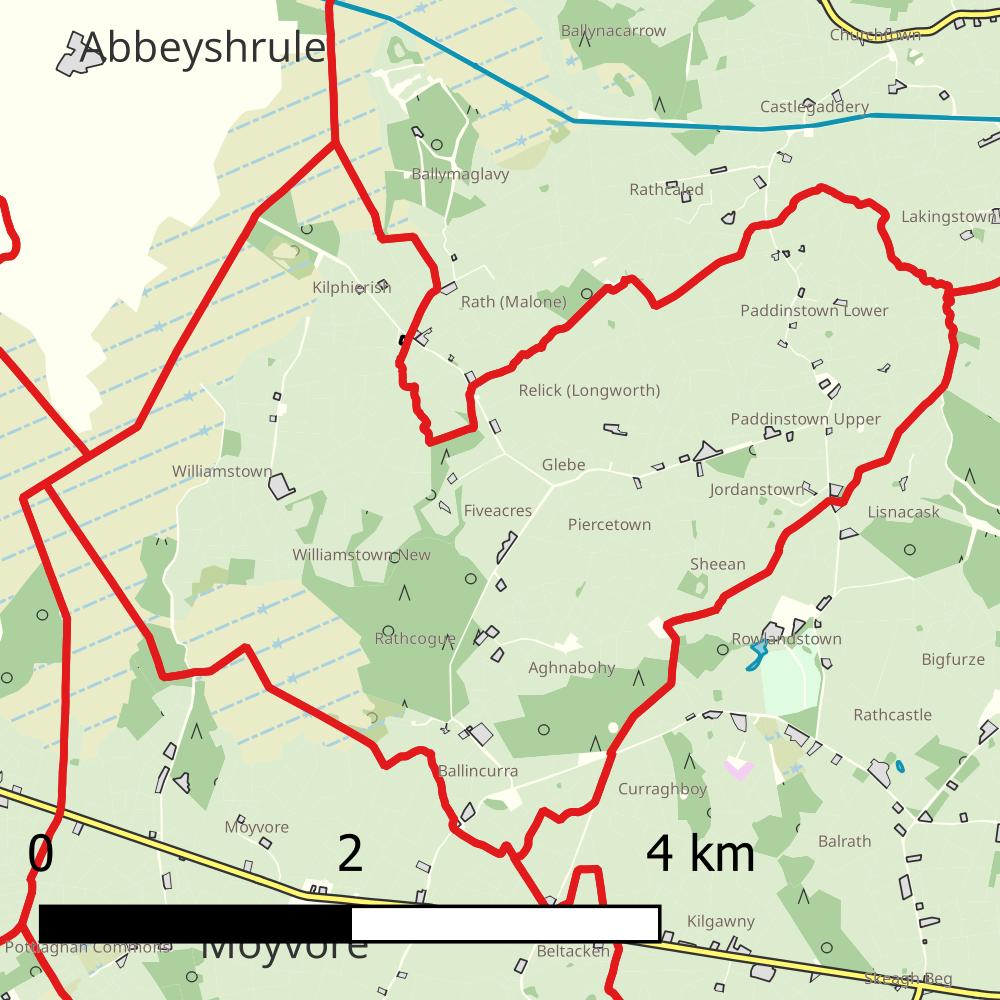 Ballynacarrow
Churchtown
Abbeyshrule
Castlegaddery
Ballymaglavy
Rathcaled
Lakingstown
Kilphierish
Rath (Malone)
Paddinstown Lower
Relick (Longworth)
Paddinstown Upper
Glebe
Williamstown
Jordanstown
Fiveacres
Lisnacask
Piercetown
Williamstown New
Sheean
Rathcogue
Rowlandstown
Aghnabohy
Bigfurze
Rathcastle
Ballincurra
Curraghboy
Moyvore
Balrath
0 2 4 km
Kilgawny
Pottiaghan Commons
Moyvore
Beltacken
Skeagh Beg